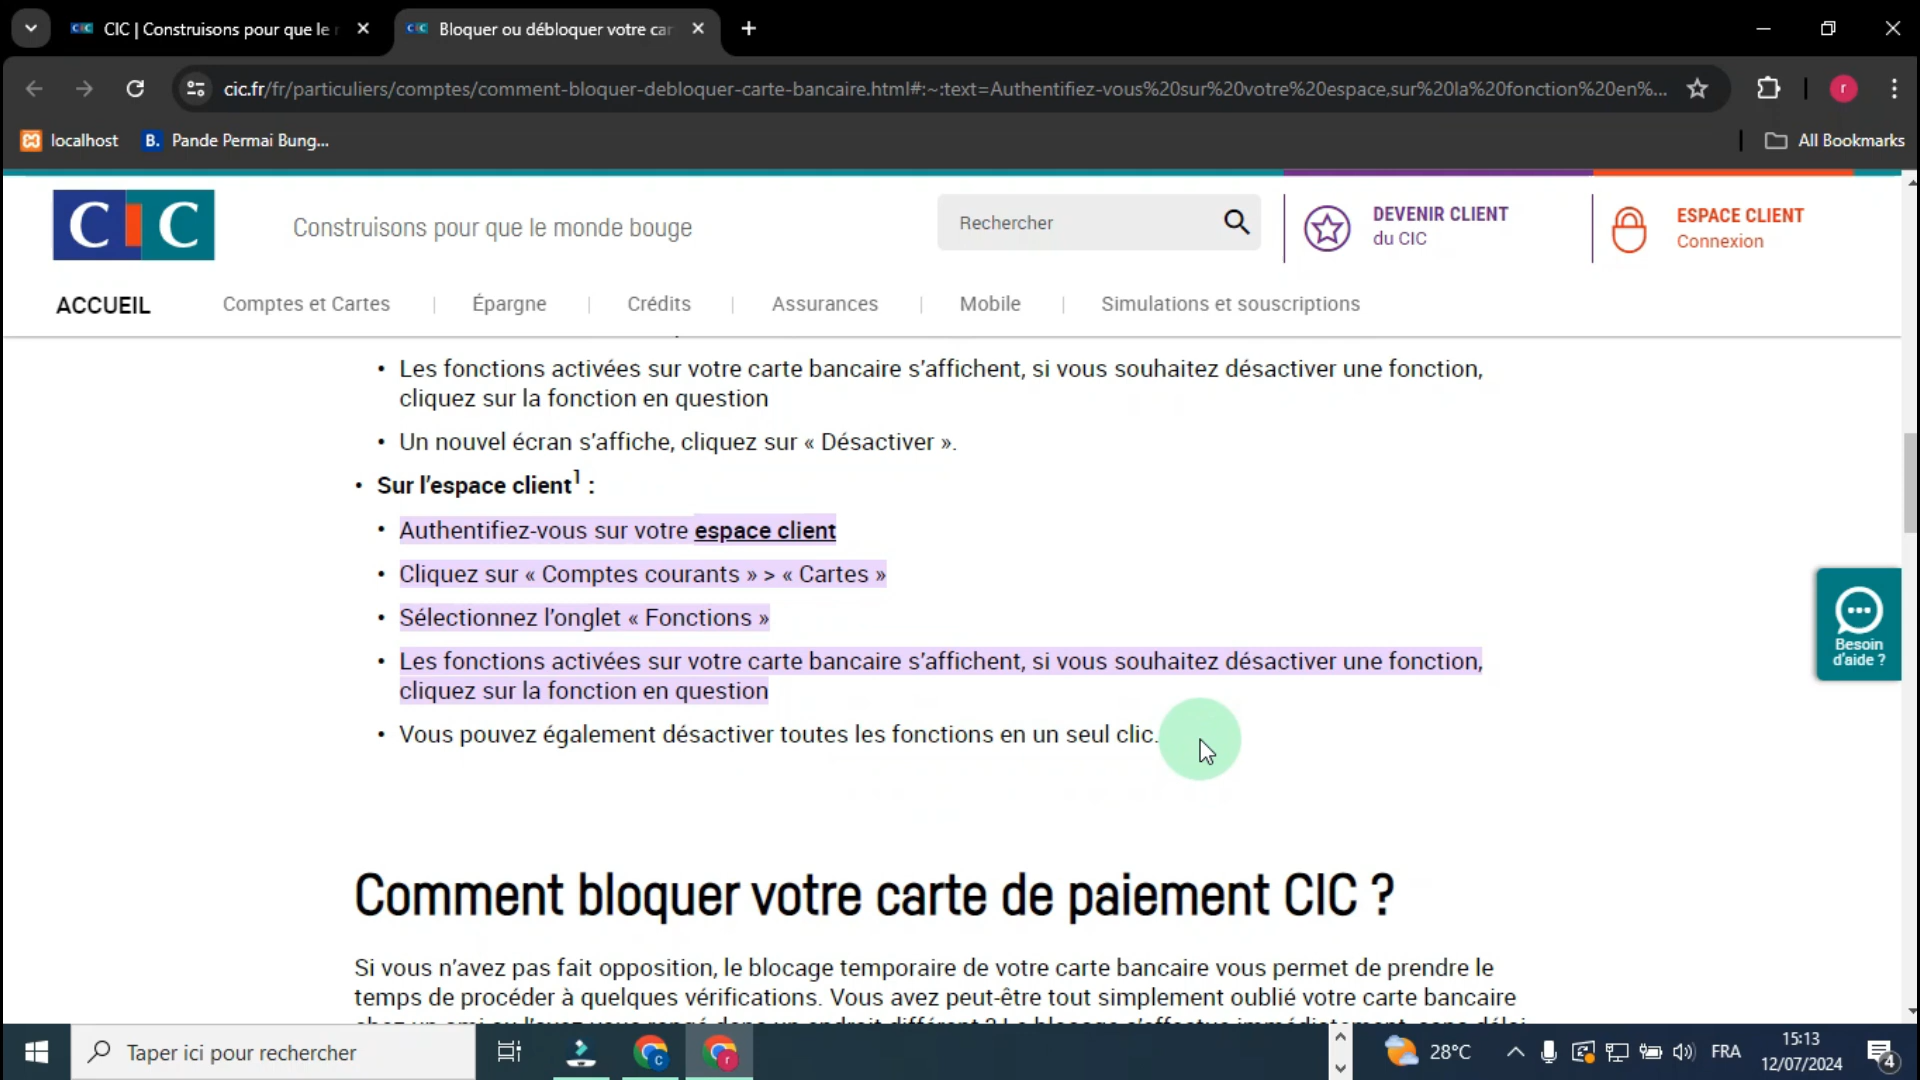 CIC | Construisons pour que le
Bloquer ou débloquer votre car
cic.fr/fr/particuliers/comptes/comment-bloquer-debloquer-carte-bancaire.html#:~:text=Authentifiez-vous%20sur%20votre%20espace,sur%20la%20fonction%20en%...
r
localhost
B. Pande Permai Bung...
All Bookmarks
CIC
Construisons pour que le monde bouge
Rechercher
DEVENIR CLIENT
du CIC
ESPACE CLIENT
Connexion
ACCUEIL
Comptes et Cartes | Épargne | Crédits | Assurances | Mobile | Simulations et souscriptions
• Les fonctions activées sur votre carte bancaire s’affichent, si vous souhaitez désactiver une fonction,
cliquez sur la fonction en question
• Un nouvel écran s’affiche, cliquez sur « Désactiver ».
• Sur l’espace client1 :
• Authentifiez-vous sur votre espace client
• Cliquez sur « Comptes courants » > « Cartes »
• Sélectionnez l’onglet « Fonctions »
• Les fonctions activées sur votre carte bancaire s’affichent, si vous souhaitez désactiver une fonction,
cliquez sur la fonction en question
• Vous pouvez également désactiver toutes les fonctions en un seul clic.
Besoin
d'aide ?
Comment bloquer votre carte de paiement CIC ?
Si vous n’avez pas fait opposition, le blocage temporaire de votre carte bancaire vous permet de prendre le
temps de procéder à quelques vérifications. Vous avez peut-être tout simplement oublié votre carte bancaire
Taper ici pour rechercher
28°C
FRA
15:13
12/07/2024
4